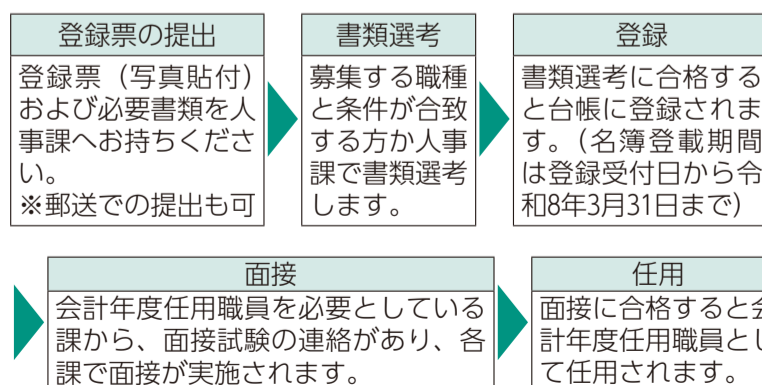 登録票の提出
登録票（写真貼付）
および必要書類を人
事課へお持ちくださ
い。
※郵送での提出も可
書類選考
募集する職種
と条件が合致
する方か人事
課で書類選考
します。
登録
書類選考に合格する
と台帳に登録されま
す。（名簿登載期間
は登録受付日から令
和8年3月31日まで）
面接
会計年度任用職員を必要としている
課から、面接試験の連絡があり、各
課で面接が実施されます。
任用
面接に合格すると会
計年度任用職員とし
て任用されます。